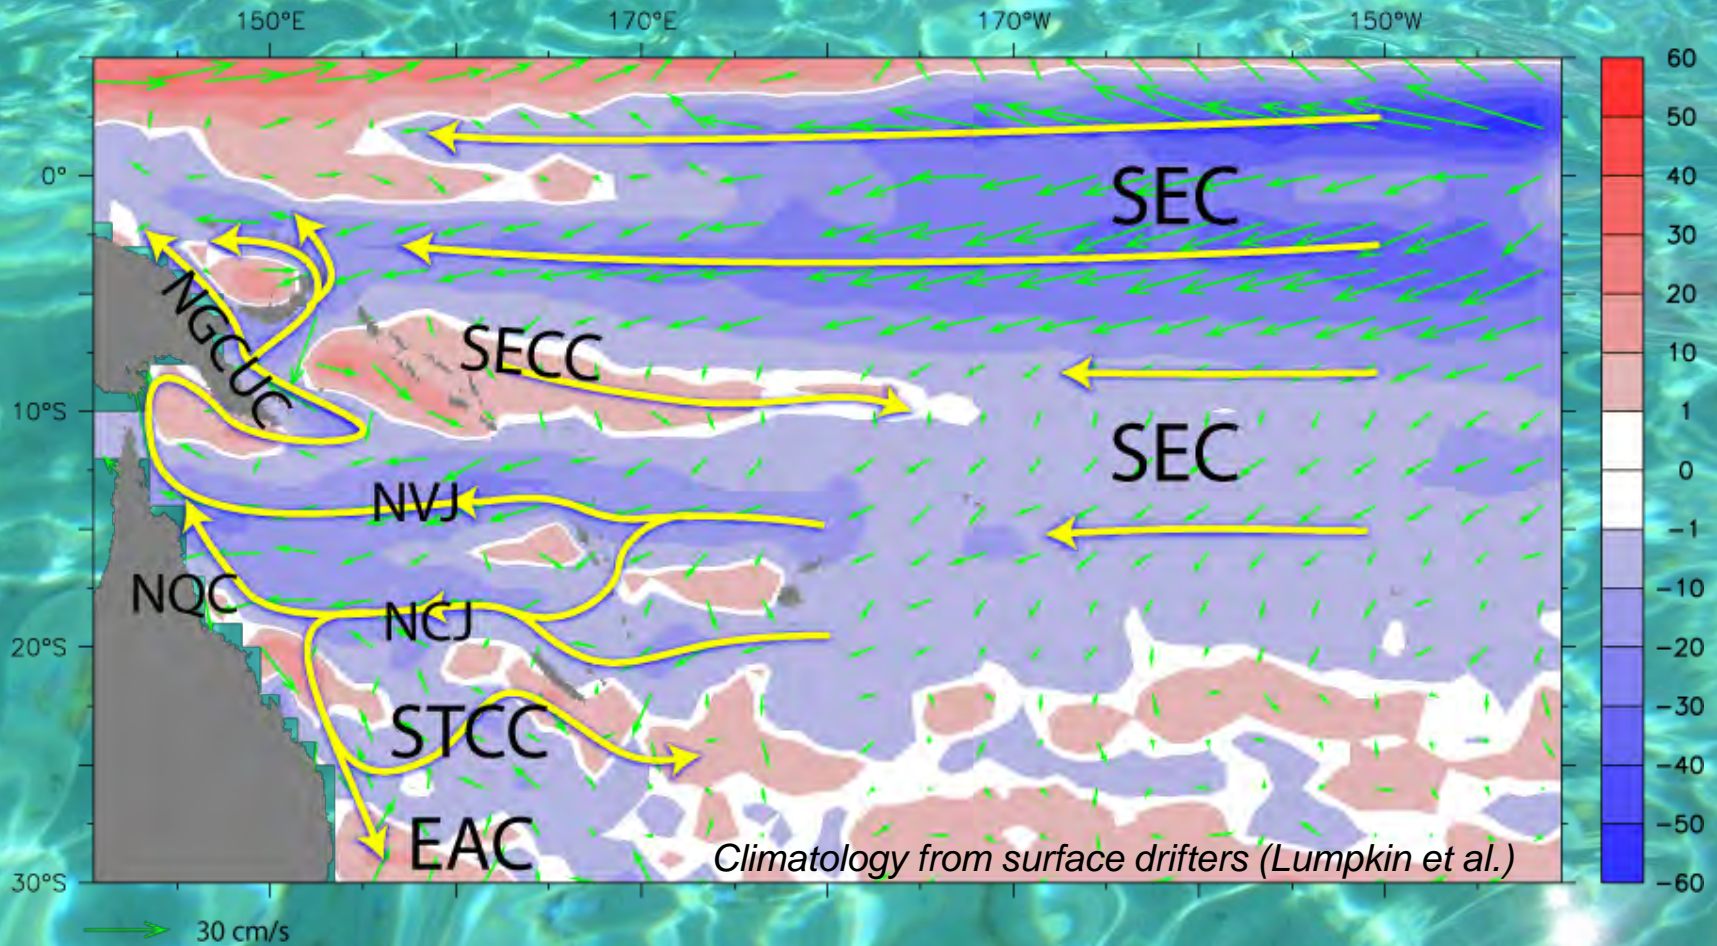 150°E 170°E 170°W 150°W
60
50
0° SEC 40
30
20
NGCUC SECC
10
10°S 1
SEC 0
NVJ
−1
NQC −10
NCJ
20°S −20
−30
STCC
−40
−50
EAC Climatology from surface drifters (Lumpkin et al.)
30°S −60
30 cm/s